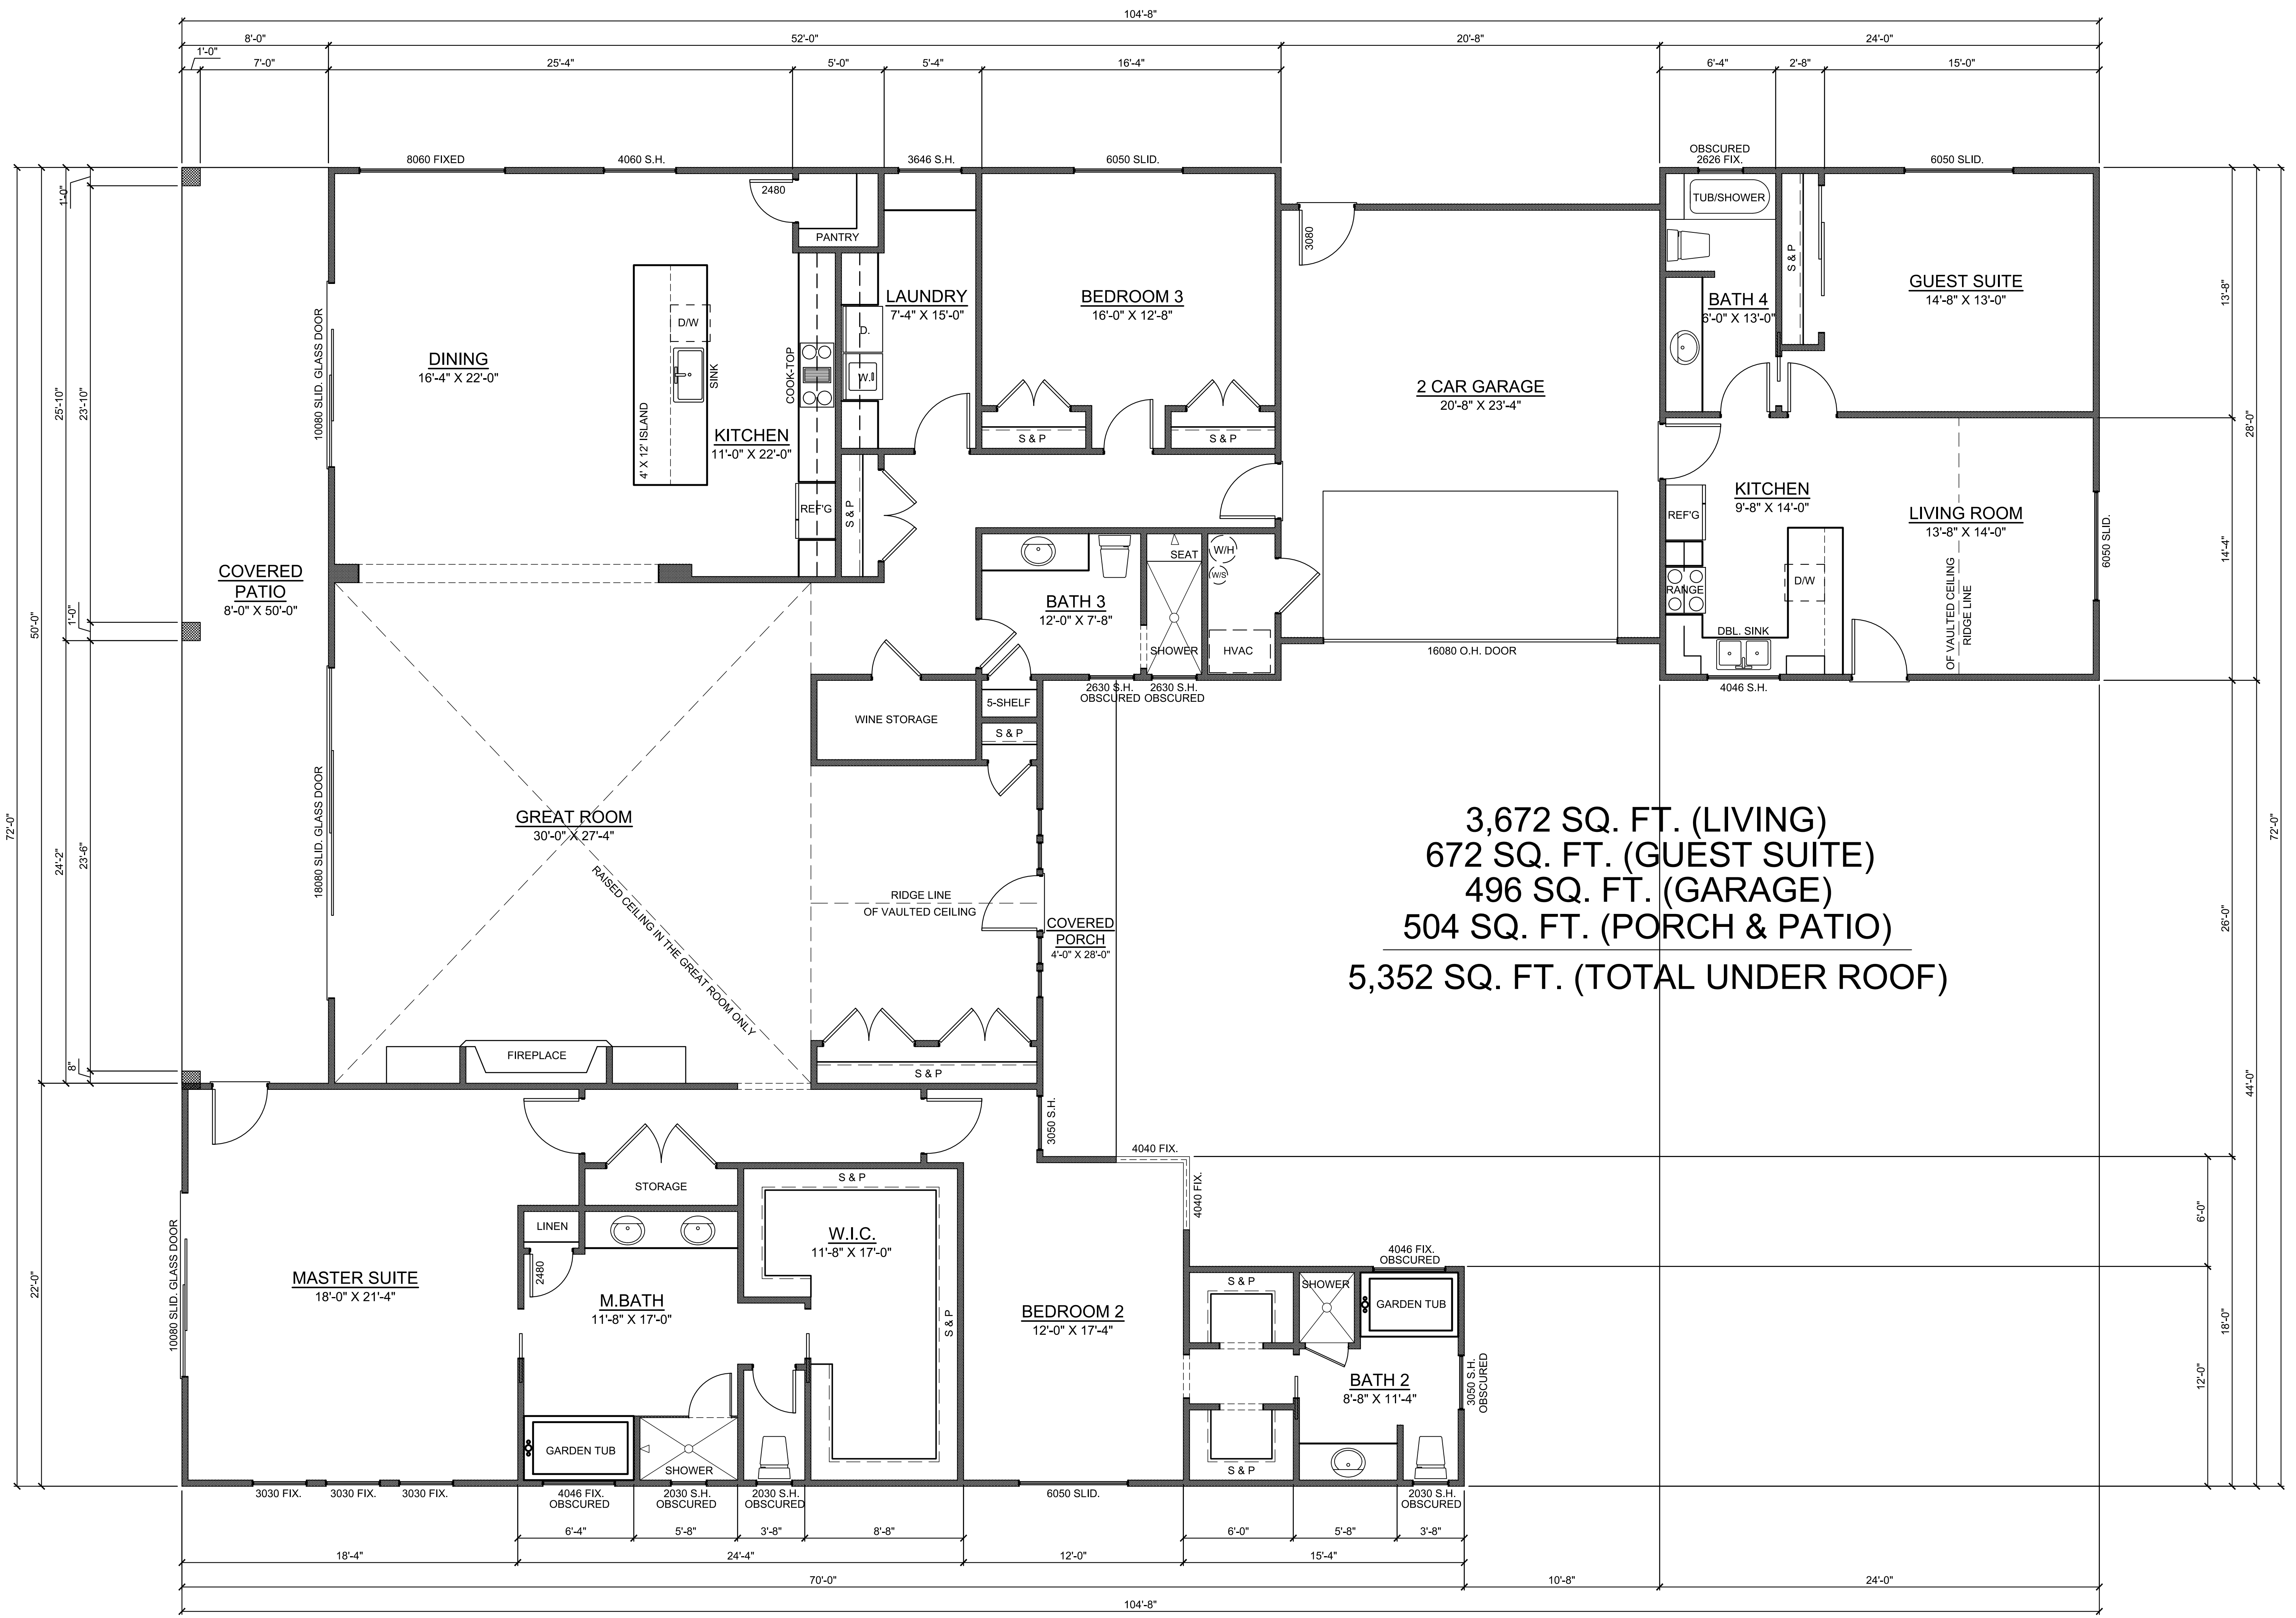 104'-8"
8'-0"
52'-0"
20'-8"
24'-0"
1'-0"
7'-0"
25'-4"
5'-0"
5'-4"
16'-4"
6'-4"
2'-8"
15'-0"
8060 FIXED
4060 S.H.
3646 S.H.
6050 SLID.
OBSCURED
2626 FIX.
6050 SLID.
1'-0"
2480
PANTRY
TUB/SHOWER
3080
S & P
LAUNDRY
7'-4" X 15'-0"
BEDROOM 3
16'-0" X 12'-8"
GUEST SUITE
14'-8" X 13'-0"
BATH 4
6'-0" X 13'-0"
13'-8"
D/W
SINK
D.
W.
COOK-TOP
DINING
16'-4" X 22'-0"
10080 SLID. GLASS DOOR
2 CAR GARAGE
20'-8" X 23'-4"
25'-10"
23'-10"
28'-0"
4' X 12' ISLAND
KITCHEN
11'-0" X 22'-0"
S & P
S & P
REF'G
S & P
KITCHEN
9'-8" X 14'-0"
REF'G
LIVING ROOM
13'-8" X 14'-0"
6050 SLID.
14'-4"
COVERED
PATIO
8'-0" X 50'-0"
SEAT
W/H
W/S
BATH 3
12'-0" X 7'-8"
SHOWER
HVAC
RANGE
D/W
DBL. SINK
OF VAULTED CEILING
RIDGE LINE
16080 O.H. DOOR
50'-0"
1'-0"
2630 S.H.
OBSCURED
2630 S.H.
OBSCURED
4046 S.H.
5-SHELF
WINE STORAGE
S & P
72'-0"
18080 SLID. GLASS DOOR
GREAT ROOM
30'-0" X 27'-4"
3,672 SQ. FT. (LIVING)
672 SQ. FT. (GUEST SUITE)
496 SQ. FT. (GARAGE)
504 SQ. FT. (PORCH & PATIO)
5,352 SQ. FT. (TOTAL UNDER ROOF)
72'-0"
24'-2"
23'-6"
RAISED CEILING IN THE GREAT ROOM ONLY
RIDGE LINE
OF VAULTED CEILING
COVERED
PORCH
4'-0" X 28'-0"
26'-0"
FIREPLACE
S & P
8"
44'-0"
3050 S.H.
4040 FIX.
4040 FIX.
STORAGE
S & P
LINEN
2480
W.I.C.
11'-8" X 17'-0"
S & P
6'-0"
4046 FIX.
OBSCURED
10080 SLID. GLASS DOOR
MASTER SUITE
18'-0" X 21'-4"
22'-0"
M.BATH
11'-8" X 17'-0"
BEDROOM 2
12'-0" X 17'-4"
S & P
SHOWER
GARDEN TUB
18'-0"
BATH 2
8'-8" X 11'-4"
3050 S.H.
OBSCURED
12'-0"
GARDEN TUB
SHOWER
S & P
3030 FIX.
3030 FIX.
3030 FIX.
4046 FIX.
OBSCURED
2030 S.H.
OBSCURED
2030 S.H.
OBSCURED
6050 SLID.
2030 S.H.
OBSCURED
6'-4"
5'-8"
3'-8"
8'-8"
6'-0"
5'-8"
3'-8"
18'-4"
24'-4"
12'-0"
15'-4"
70'-0"
10'-8"
24'-0"
104'-8"